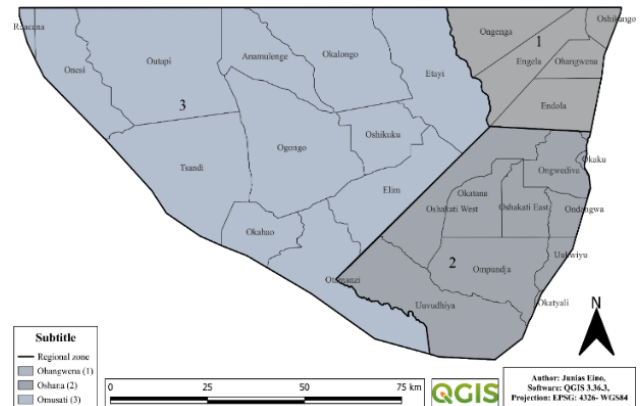 Ruacana
Onesi
Outapi
Anamulenge
Okalongo
Etayi
Ongenga
1
Oshikango
Engela
Ohangwena
Endola
3
Oshikuku
Ogongo
Tsandi
Elim
Okahao
Otamanzi
Okaku
Ongwediva
Okatana
Oshakati West
Oshakati East
Ondangwa
Uukwiyu
2
Ompundja
Uuvudhiya
Okatyali
N
Subtitle
Regional zone
Ohangwena (1)
Oshana (2)
Omusati (3)
0 25 50 75 km
QGIS
Author: Junias Eino,
Software: QGIS 3.36.3,
Projection: EPSG: 4326- WGS84